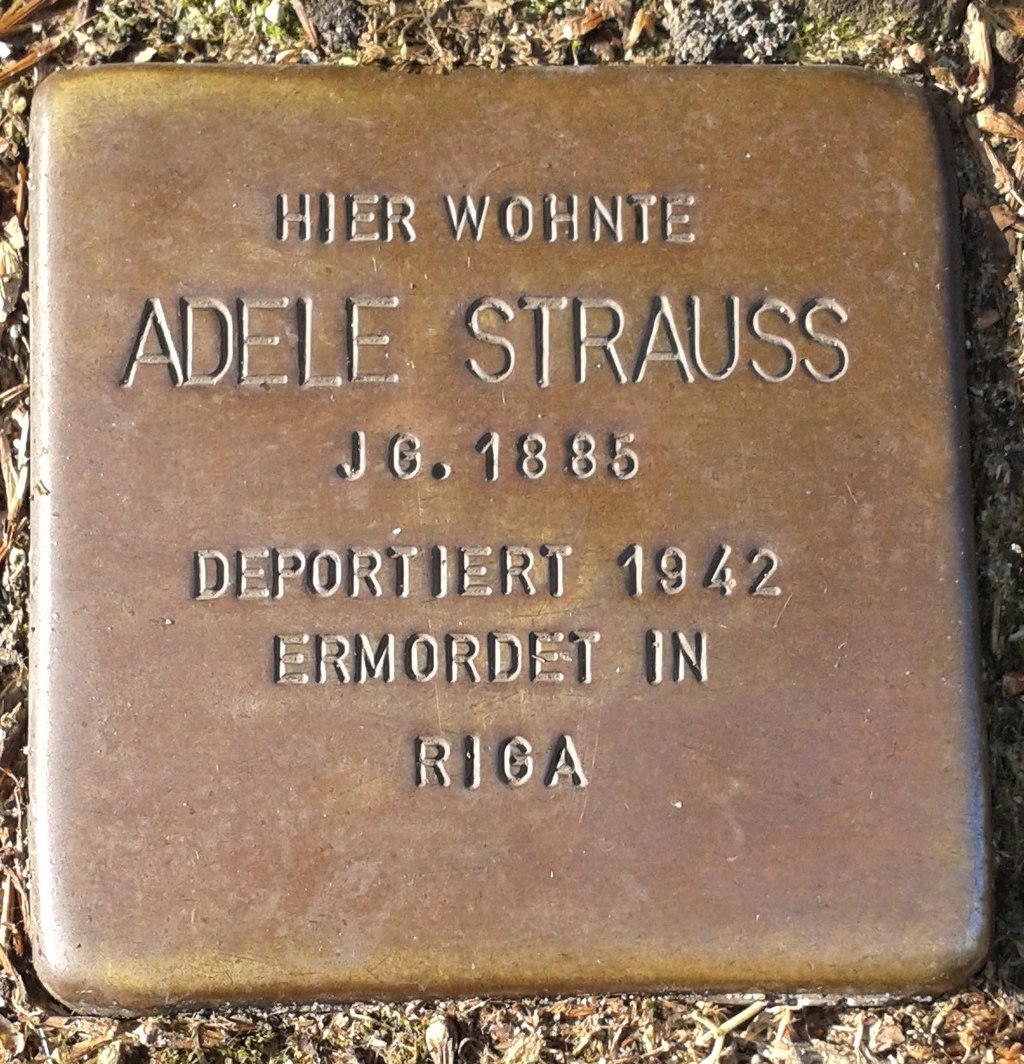 HIER WOHNTE
ADELE STRAUSS
JG. 1885
DEPORTIERT 1942
ERMORDET IN
RIGA